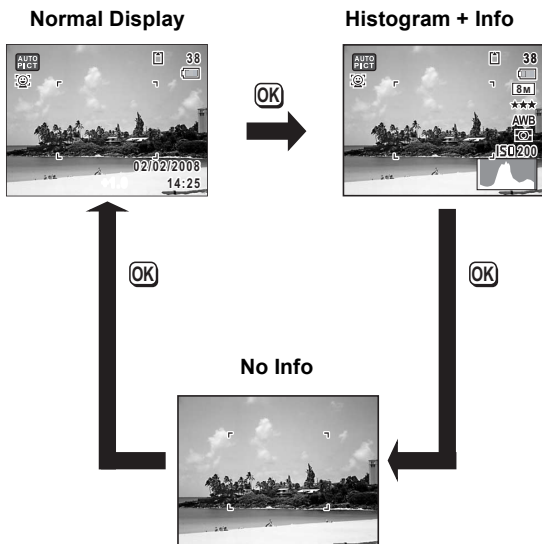 Normal Display
Histogram + Info
AUTO PICT
38
02/02/2008
14:25
OK
AUTO PICT
38
8M
★★★
AWB
ISO 200
OK
OK
No Info